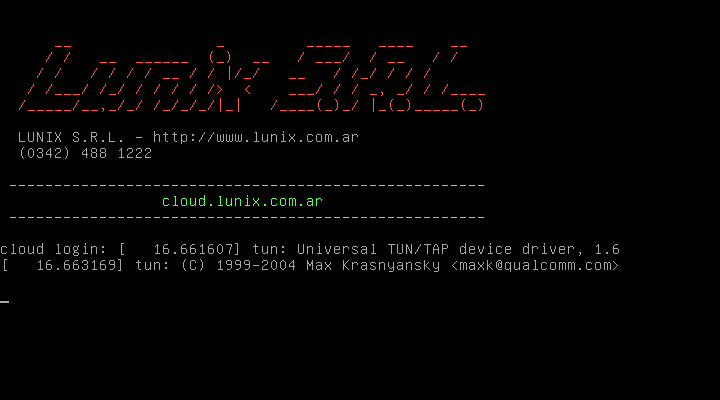 Lunix S.R.L.
LUNIX S.R.L. - http://www.lunix.com.ar
(0342) 488 1222
-----------------------------------------------------
cloud.lunix.com.ar
-----------------------------------------------------
cloud login: [   16.661607] tun: Universal TUN/TAP device driver, 1.6
[   16.663169] tun: (C) 1999-2004 Max Krasnyansky <maxk@qualcomm.com>
_